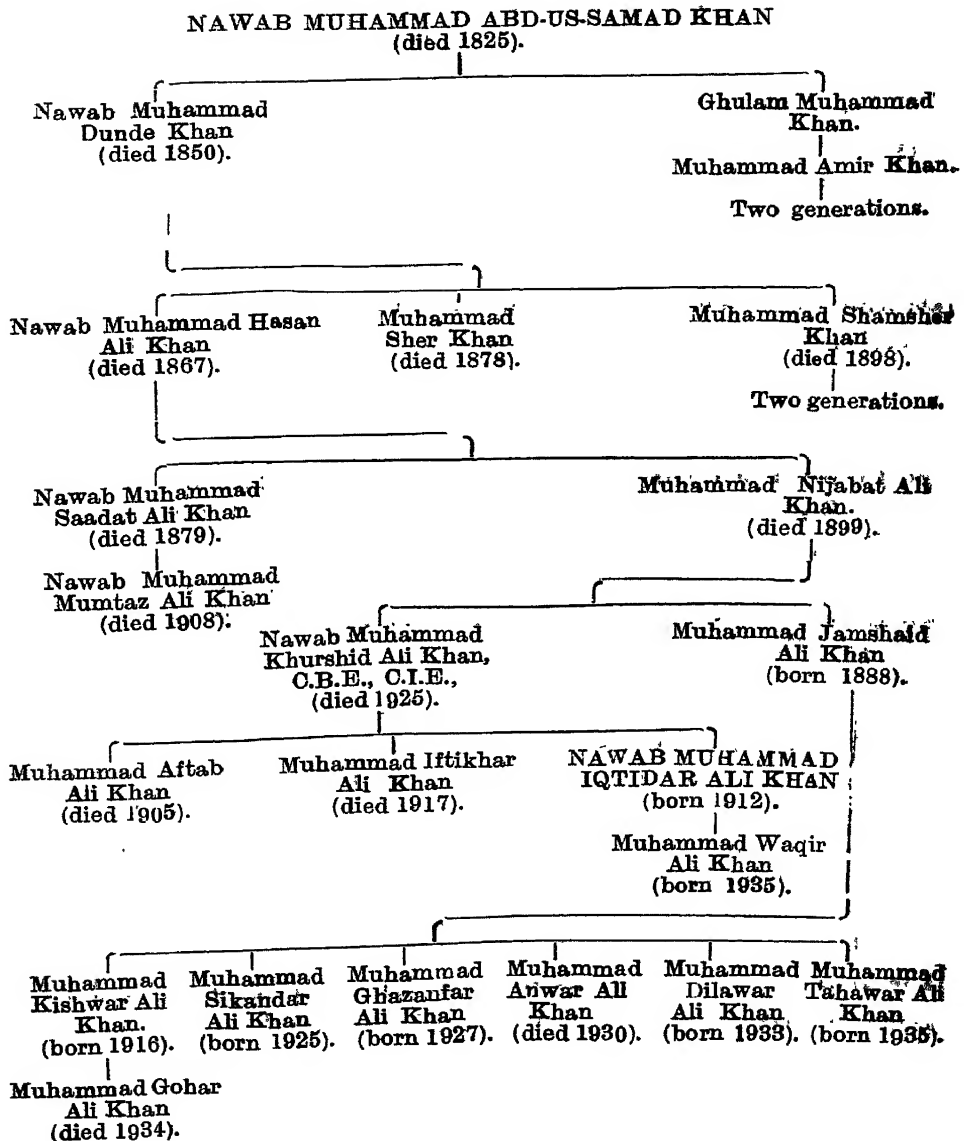 NAWAB MUHAMMAD ABD-US-SAMAD KHAN
(died 1825).
Nawab Muhammad
Dunde Khan
(died 1850).
Ghulam Muhammad
Khan.
Muhammad Amir Khan.
Two generations.
Nawab Muhammad Hasan
Ali Khan
(died 1867).
Muhammad
Sher Khan
(died 1878).
Muhammad Shamsher
Khan
(died 1898).
Two generations.
Nawab Muhammad
Saadat Ali Khan
(died 1879).
Muhammad Nijabat Ali
Khan.
(died 1899).
Nawab Muhammad
Mumtaz Ali Khan
(died 1908).
Nawab Muhammad
Khurshid Ali Khan,
C.B.E., C.I.E.,
(died 1925).
Muhammad Jamshaid
Ali Khan
(born 1888).
Muhammad Aftab
Ali Khan
(died 1905).
Muhammad Iftikhar
Ali Khan
(died 1917).
NAWAB MUHAMMAD
IQTIDAR ALI KHAN
(born 1912).
Muhammad Waqir
Ali Khan
(born 1935).
Muhammad
Kishwar Ali
Khan.
(born 1916).
Muhammad
Sikandar
Ali Khan
(born 1925).
Muhammad
Ghazanfar
Ali Khan
(born 1927).
Muhammad
Anwar Ali
Khan
(died 1930).
Muhammad
Dilawar
Ali Khan
(born 1933).
Muhammad
Tahawar Ali
Khan
(born 1935).
Muhammad Gohar
Ali Khan
(died 1934).